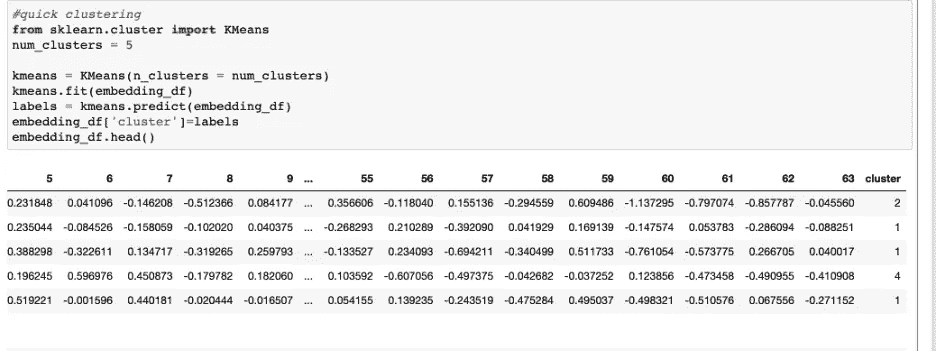 #quick clustering
from sklearn.cluster import KMeans
num_clusters = 5
kmeans = KMeans(n_clusters = num_clusters)
kmeans.fit(embedding_df)
labels = kmeans.predict(embedding_df)
embedding_df['cluster']=labels
embedding_df.head()
5 6 7 8 9 ... 55 56 57 58 59 60 61 62 63 cluster
0.231848 0.041096 -0.146208 -0.512366 0.084177 ... 0.356606 -0.118040 0.155136 -0.294559 0.609486 -1.137295 -0.797074 -0.857787 -0.045560 2
0.235044 -0.084526 -0.158059 -0.102020 0.040375 ... -0.268293 0.210289 -0.392090 0.041929 0.169139 -0.147574 0.053783 -0.286094 -0.088251 1
0.388298 -0.322611 0.134717 -0.319265 0.259793 ... -0.133527 0.234093 -0.694211 -0.340499 0.511733 -0.761054 -0.573775 0.266705 0.040017 1
0.196245 0.596976 0.450873 -0.179782 0.182060 ... 0.103592 -0.607056 -0.497375 -0.042682 -0.037252 0.123856 -0.473458 -0.490955 -0.410908 4
0.519221 -0.001596 0.440181 -0.020444 -0.016507 ... 0.054155 0.139235 -0.243519 -0.475284 0.495037 -0.498321 -0.510576 0.067556 -0.271152 1